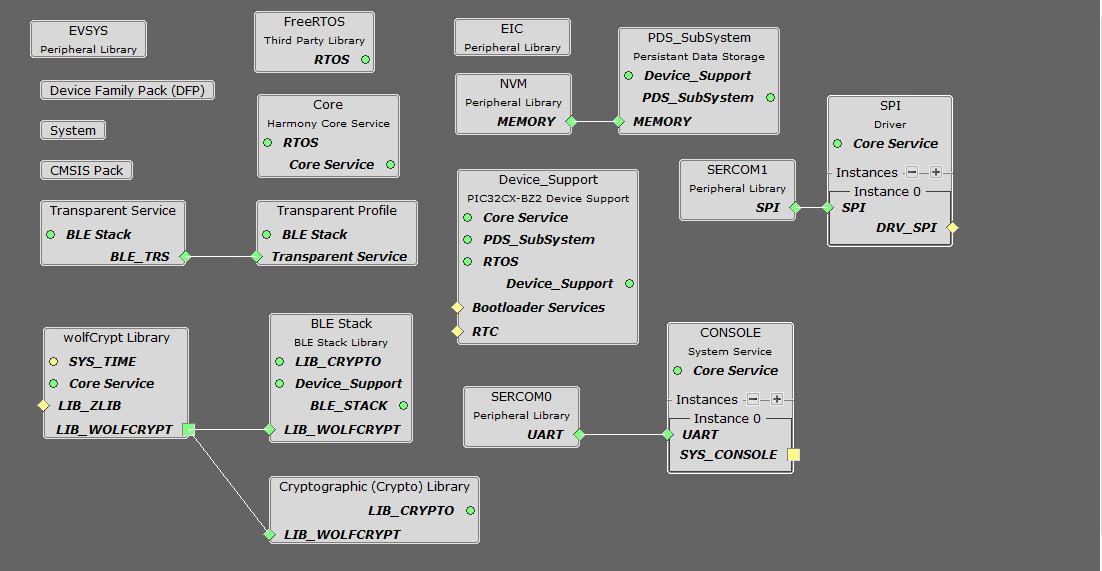 EVSYS
Peripheral Library
Device Family Pack (DFP)
System
CMSIS Pack
FreeRTOS
Third Party Library
RTOS
Core
Harmony Core Service
RTOS
Core Service
EIC
Peripheral Library
NVM
Peripheral Library
MEMORY
PDS_SubSystem
Persistant Data Storage
Device_Support
PDS_SubSystem
MEMORY
SERCOM1
Peripheral Library
SPI
SPI
Driver
Core Service
Instances
Instance 0
SPI
DRV_SPI
Transparent Service
BLE Stack
BLE_TRS
Transparent Profile
BLE Stack
Transparent Service
Device_Support
PIC32CX-BZ2 Device Support
Core Service
PDS_SubSystem
RTOS
Device_Support
Bootloader Services
RTC
wolfCrypt Library
SYS_TIME
Core Service
LIB_ZLIB
LIB_WOLFCRYPT
BLE Stack
BLE Stack Library
LIB_CRYPTO
Device_Support
BLE_STACK
LIB_WOLFCRYPT
SERCOM0
Peripheral Library
UART
CONSOLE
System Service
Core Service
Instances
Instance 0
UART
SYS_CONSOLE
Cryptographic (Crypto) Library
LIB_CRYPTO
LIB_WOLFCRYPT